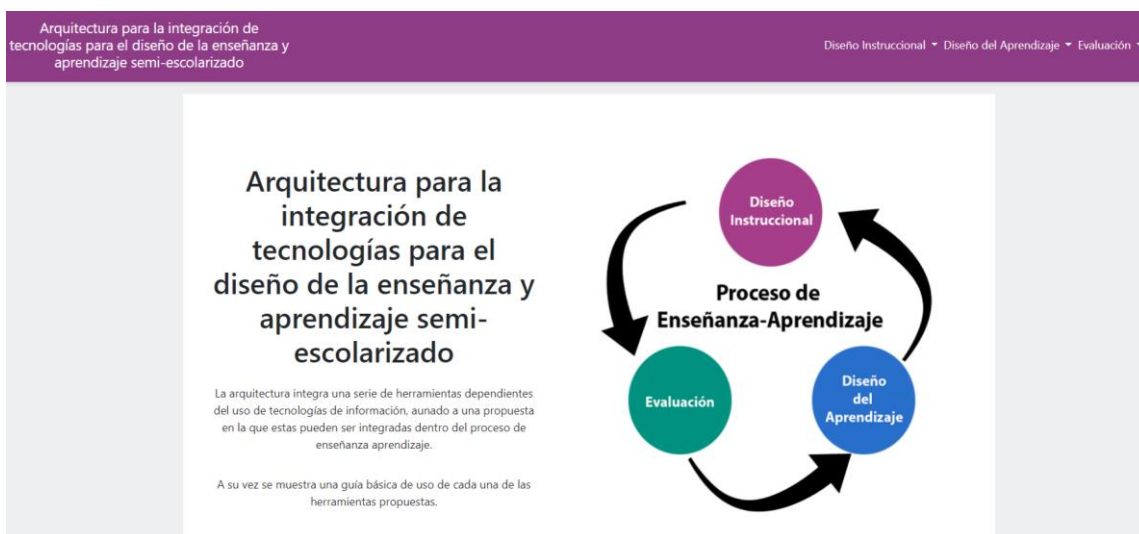 Arquitectura para la integración de
tecnologías para el diseño de la enseñanza y
aprendizaje semi-escolarizado
Diseño Instruccional Diseño del Aprendizaje Evaluación
Arquitectura para la
integración de
tecnologías para el
diseño de la enseñanza y
aprendizaje semi-
escolarizado
La arquitectura integra una serie de herramientas dependientes
del uso de tecnologías de información, aunado a una propuesta
en la que estas pueden ser integradas dentro del proceso de
enseñanza aprendizaje.
A su vez se muestra una guía básica de uso de cada una de las
herramientas propuestas.
Diseño
Instruccional
Proceso de
Enseñanza-Aprendizaje
Evaluación
Diseño
del
Aprendizaje